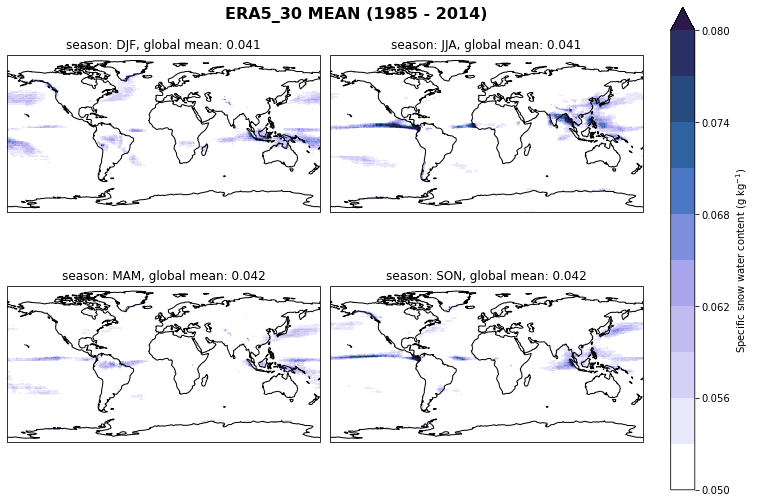 ERA5_30 MEAN (1985 - 2014)
season: DJF, global mean: 0.041
season: JJA, global mean: 0.041
season: MAM, global mean: 0.042
season: SON, global mean: 0.042
0.080
0.074
0.068
0.062
0.056
0.050
Specific snow water content (g kg⁻¹)